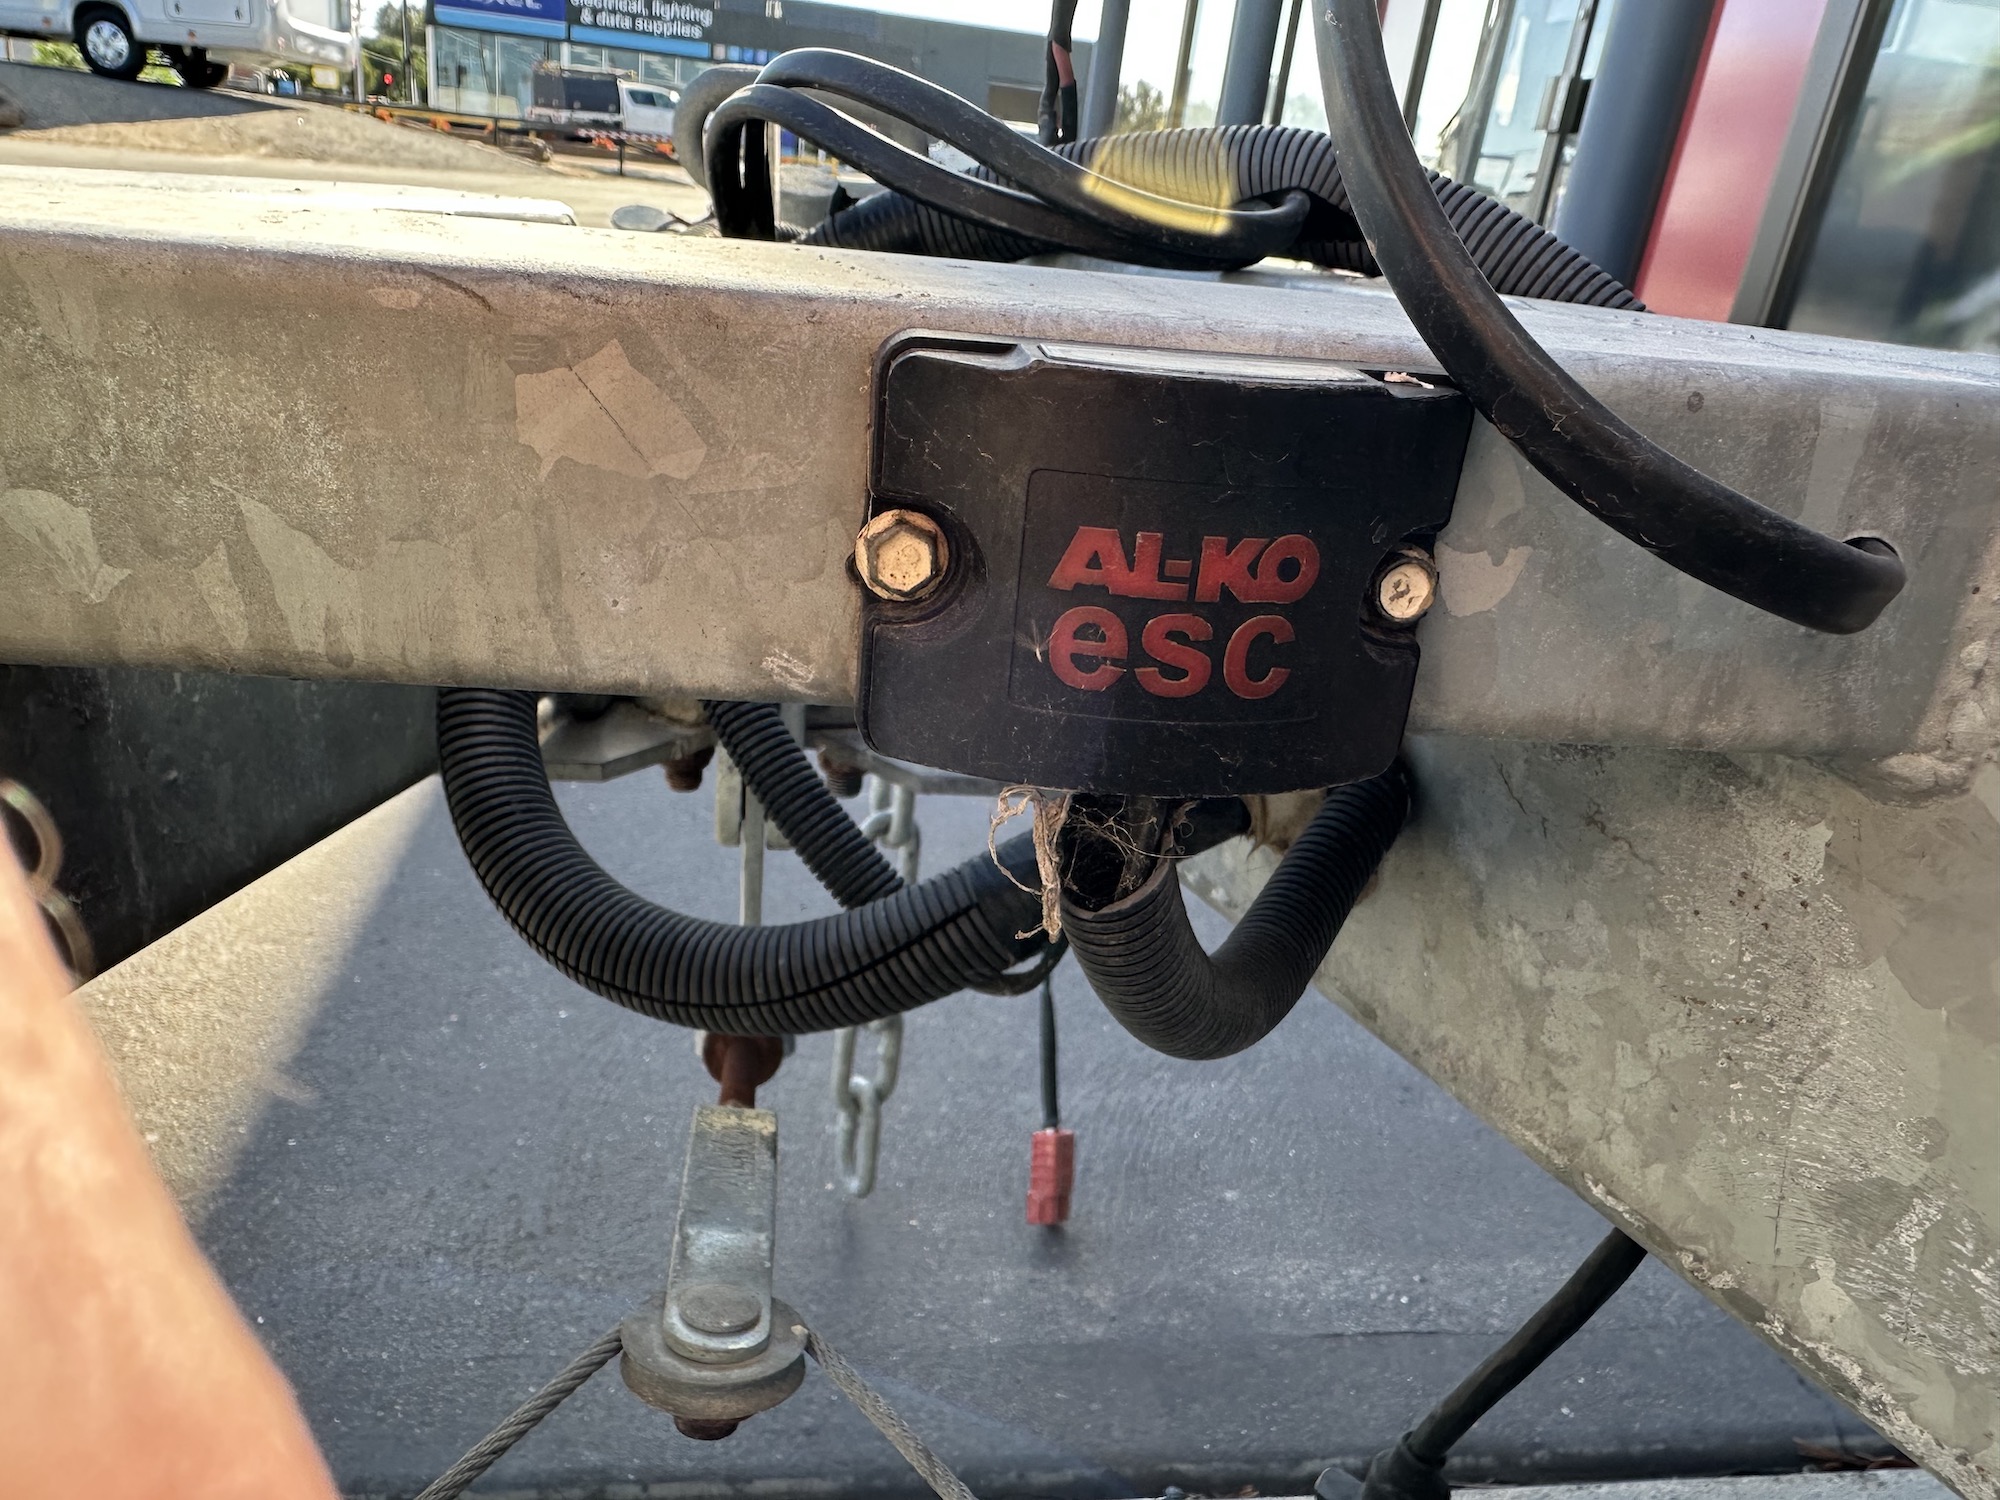 electrical, lighting
& data supplies
AL-KO
esc